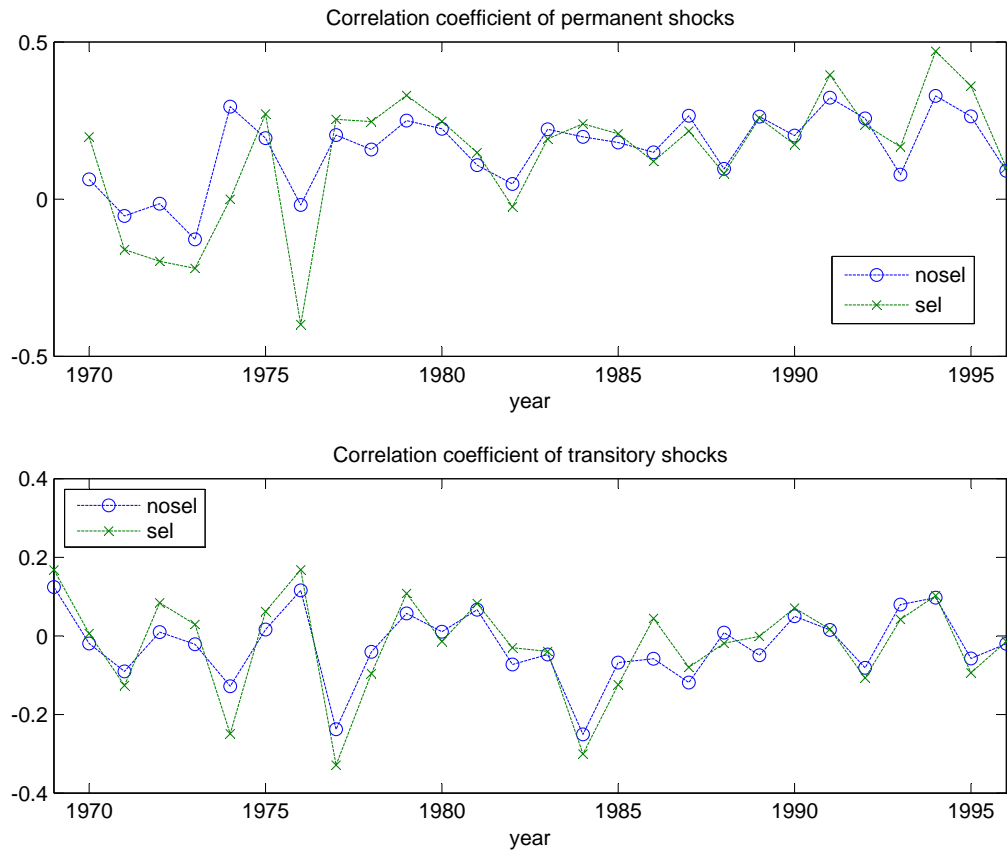 Correlation coefficient of permanent shocks
0.5
0
-0.5
nosel
sel
1970 1975 1980 1985 1990 1995
year
Correlation coefficient of transitory shocks
0.4
nosel
sel
0.2
0
-0.2
-0.4
1970 1975 1980 1985 1990 1995
year